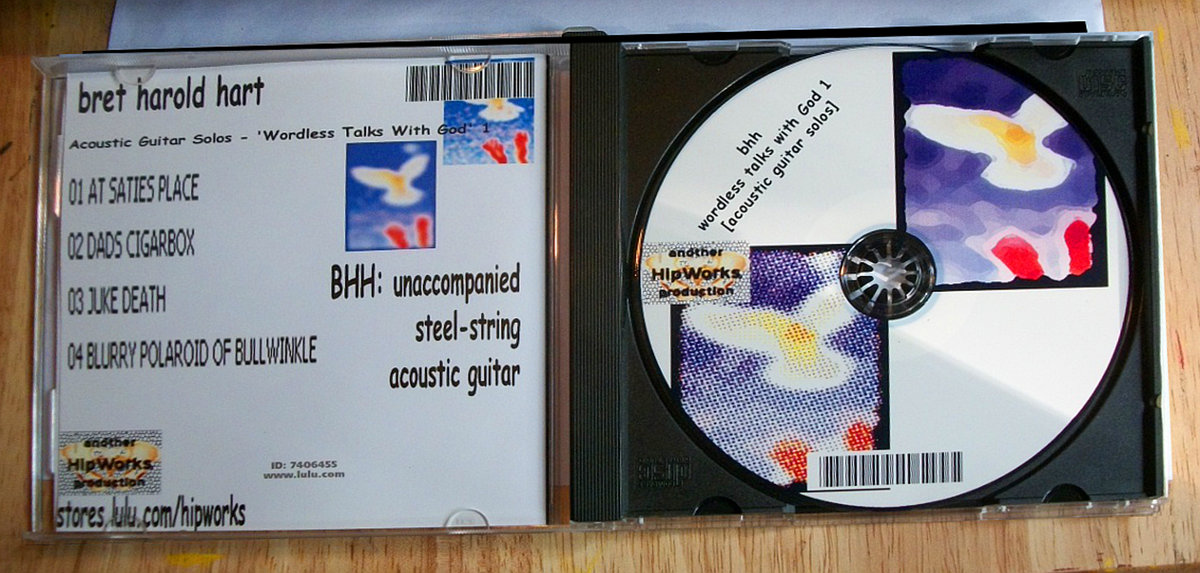 bret harold hart
Acoustic Guitar Solos - 'Wordless Talks With God' 1
01 AT SATIES PLACE
02 DADS CIGARBOX
03 JUKE DEATH
04 BLURRY POLAROID OF BULLWINKLE
BHH: unaccompanied
steel-string
acoustic guitar
another
HipWorks
production
ID: 7406455
www.lulu.com
stores.lulu.com/hipworks
bhh
wordless talks with God 1
[acoustic guitar solos]
another
HipWorks
production